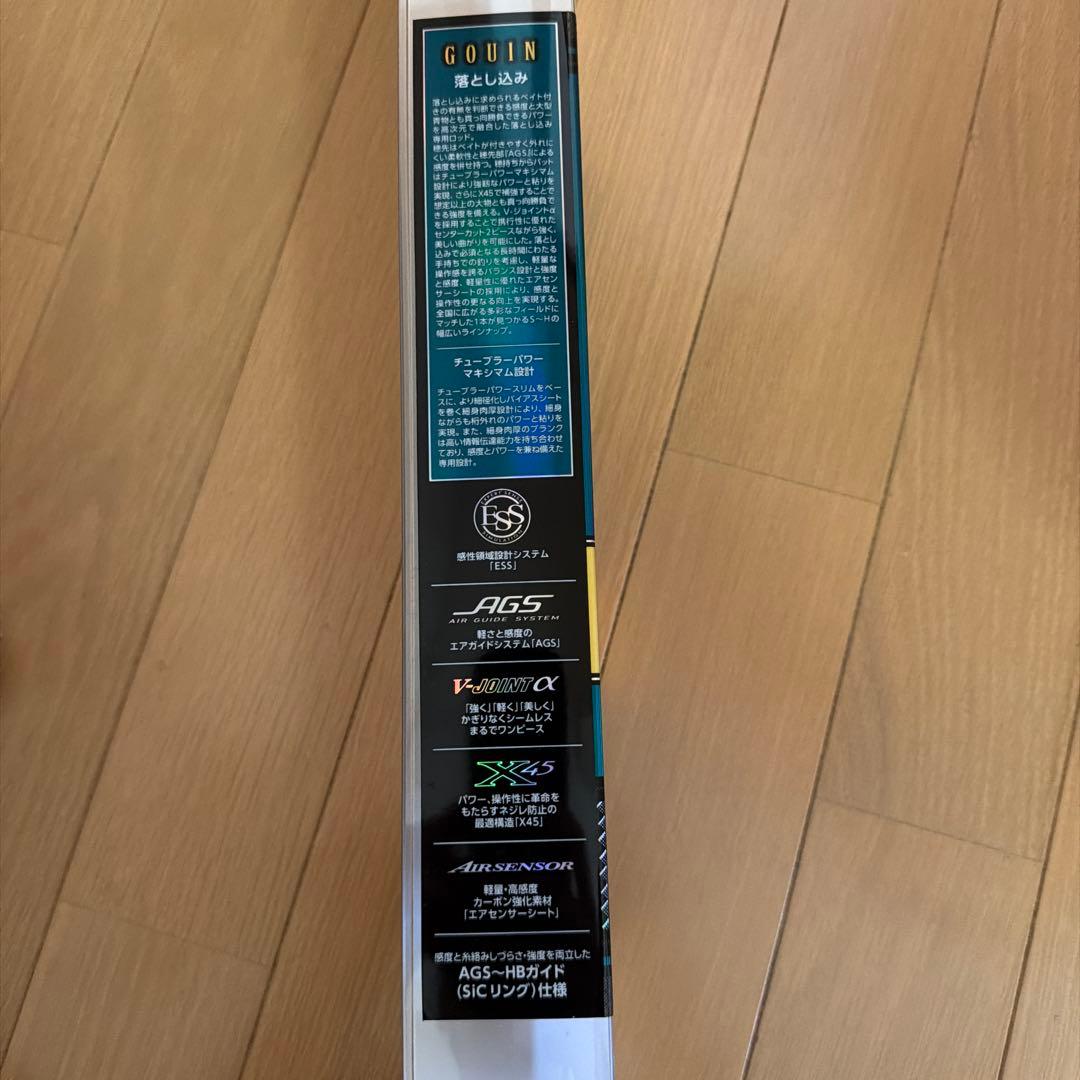 GOUIN
落とし込み
落とし込みに求められるベイト付
きの有無を判断できる感度と大型
青物とも真っ向勝負できるパワー
を高次元で融合した落とし込み
専用ロッド。
穂先はベイトが付きやすく外れに
くい柔軟性と穂先部「AGS」による
感度を併せ持つ。穂持ちからバット
はチューブラーパワーマキシマム
設計により強靭なパワーと粘りを
実現、さらにX45で補強することで
想定以上の大物とも真っ向勝負で
きる強度を備える。V-ジョイントα
を採用することで携行性に優れた
センターカット2ピースながら強く、
美しい曲がりを可能にした。落とし
込みで必須となる長時間にわたる
手持ちでの釣りを考慮し、軽量な
操作感を誇るバランス設計と強度
と感度、軽量性に優れたエアセン
サーシートの採用により、感度と
操作性の更なる向上を実現する。
全国に広がる多彩なフィールドに
マッチした1本が見つかるS〜Hの
幅広いラインナップ。
チューブラーパワー
マキシマム設計
チューブラーパワースリムをベー
スに、より細径化しバイアスシート
を巻く細身肉厚設計により、細身
ながらも桁外れのパワーと粘りを
実現。また、細身肉厚のブランク
は高い情報伝達能力を持ち合わせ
ており、感度とパワーを兼ね備えた
専用設計。
EXPERT SENSE
ESS
SIMULATION
感性領域設計システム
「ESS」
AGS
AIR GUIDE SYSTEM
軽さと感度の
エアガイドシステム「AGS」
V-JOINT α
「強く」「軽く」「美しく」
かぎりなくシームレス
まるでワンピース
X45
パワー、操作性に革命を
もたらすネジレ防止の
最適構造「X45」
AIRSENSOR
軽量・高感度
カーボン強化素材
「エアセンサーシート」
感度と糸絡みしづらさ・強度を両立した
AGS〜HBガイド
(SiCリング)仕様